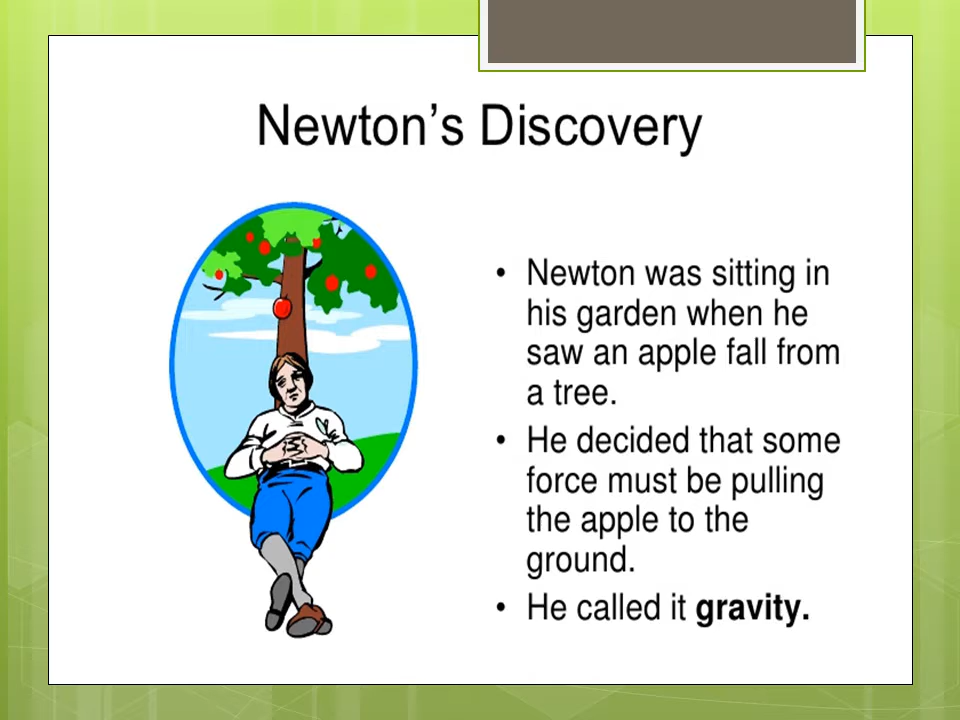 Newton’s Discovery
• Newton was sitting in
his garden when he
saw an apple fall from
a tree.
• He decided that some
force must be pulling
the apple to the
ground.
• He called it gravity.